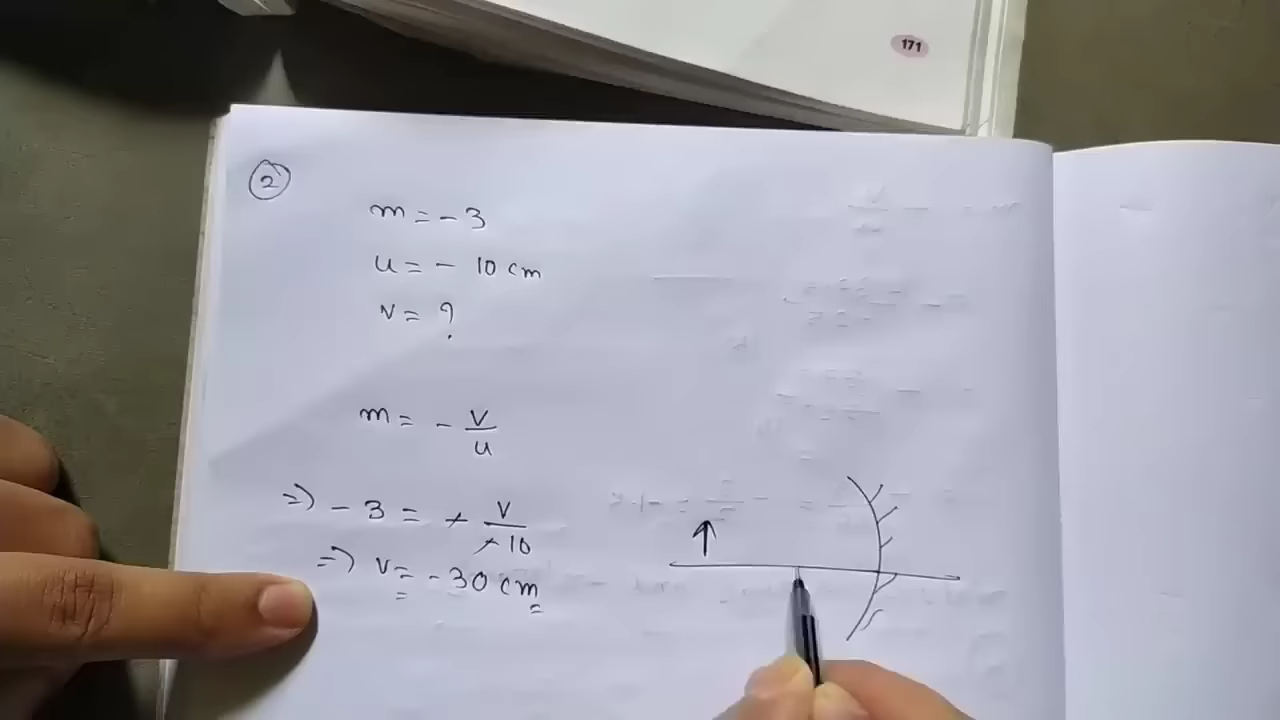 171
2
m = - 3
u = - 10 cm
v = ?
m = - v/u
=> - 3 = - v/-10
=> v = - 30 cm